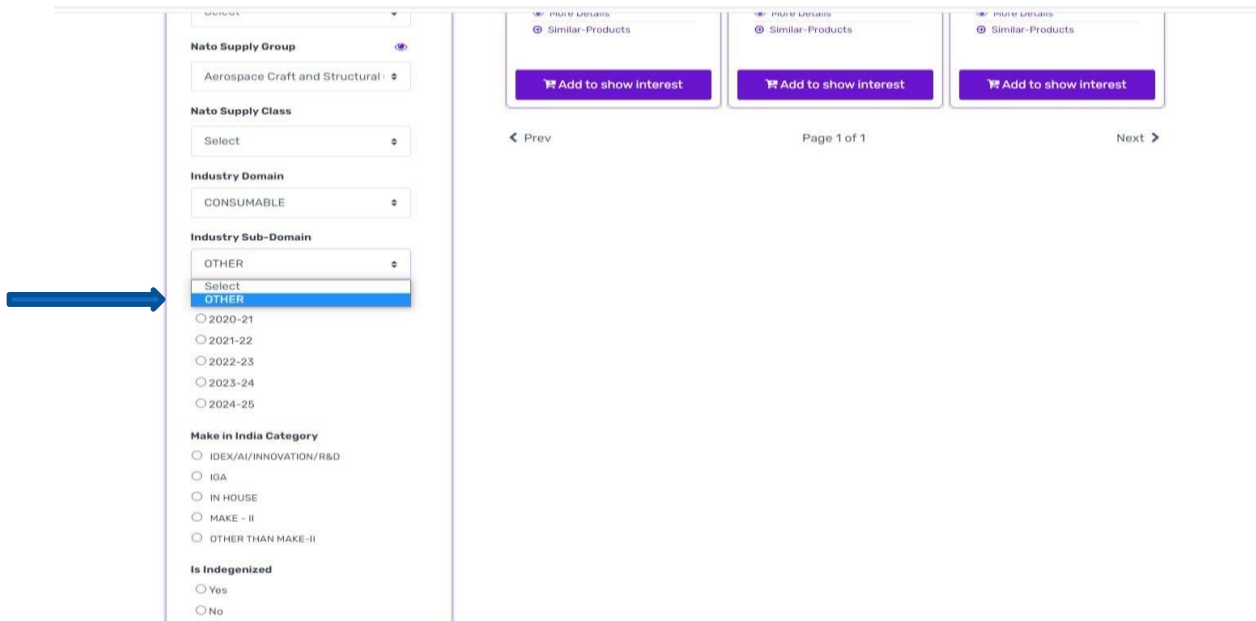 Select
Nato Supply Group
Aerospace Craft and Structural
Nato Supply Class
Select
Industry Domain
CONSUMABLE
Industry Sub-Domain
OTHER
Select
OTHER
2020-21
2021-22
2022-23
2023-24
2024-25
Make in India Category
IDEX/AI/INNOVATION/R&D
IGA
IN HOUSE
MAKE - II
OTHER THAN MAKE-II
Is Indegenized
Yes
No
More Details
Similar-Products
Add to show interest
More Details
Similar-Products
Add to show interest
More Details
Similar-Products
Add to show interest
Prev
Page 1 of 1
Next